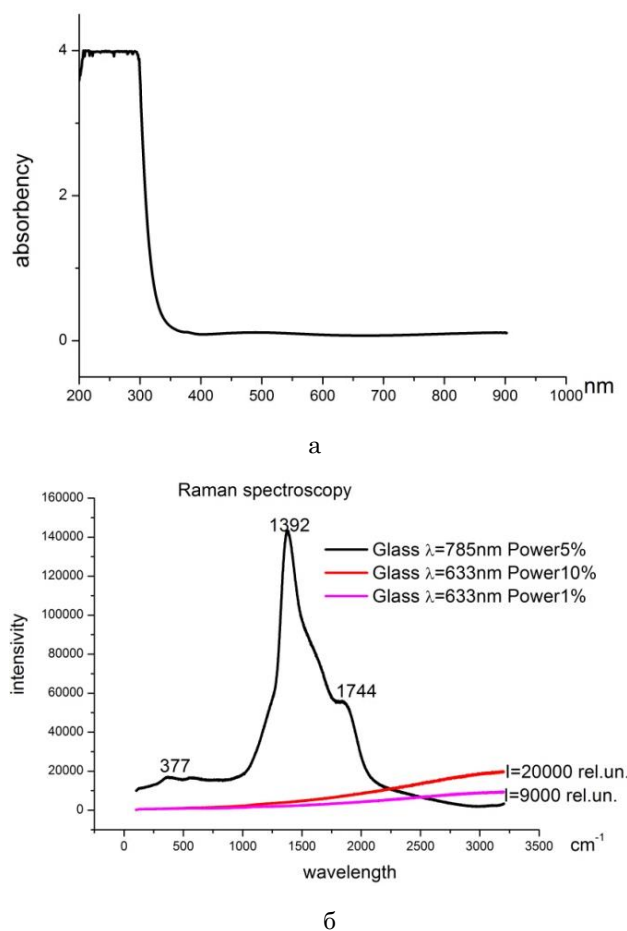 4
2
0
absorbency
200 300 400 500 600 700 800 900 1000 nm
а
Raman spectroscopy
160000
140000
120000
100000
80000
60000
40000
20000
0
intensivity
1392
1744
377
Glass λ=785nm Power5%
Glass λ=633nm Power10%
Glass λ=633nm Power1%
I=20000 rel.un.
I=9000 rel.un.
0 500 1000 1500 2000 2500 3000 3500 cm⁻¹
wavelength
б